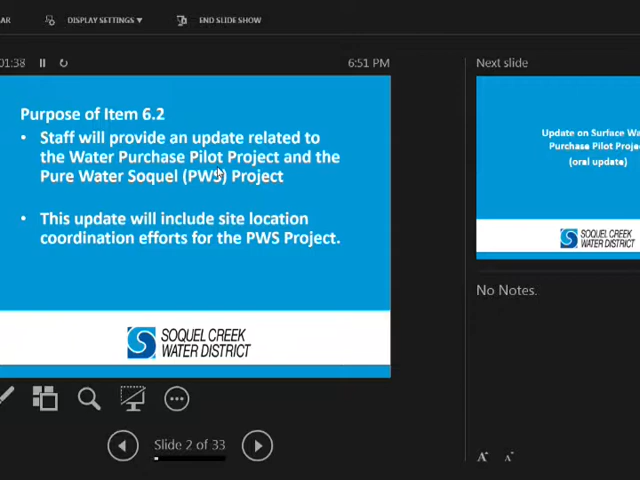 AR
DISPLAY SETTINGS
END SLIDE SHOW
01:38
6:51 PM
Next slide
Purpose of Item 6.2
• Staff will provide an update related to
the Water Purchase Pilot Project and the
Pure Water Soquel (PWS) Project
• This update will include site location
coordination efforts for the PWS Project.
SOQUEL CREEK
WATER DISTRICT
Slide 2 of 33
Update on Surface Wa
Purchase Pilot Proje
(oral update)
SOQUEL CREEK
WATER DISTRICT
No Notes.
A A